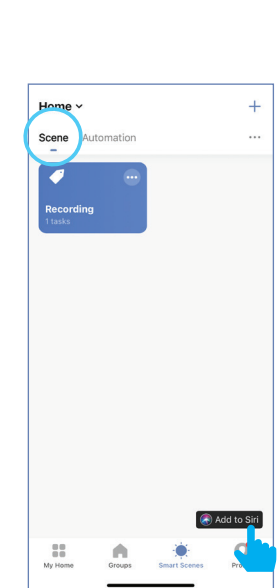 Home
Scene Automation
Recording
1 tasks
Add to Siri
My Home Groups Smart Scenes